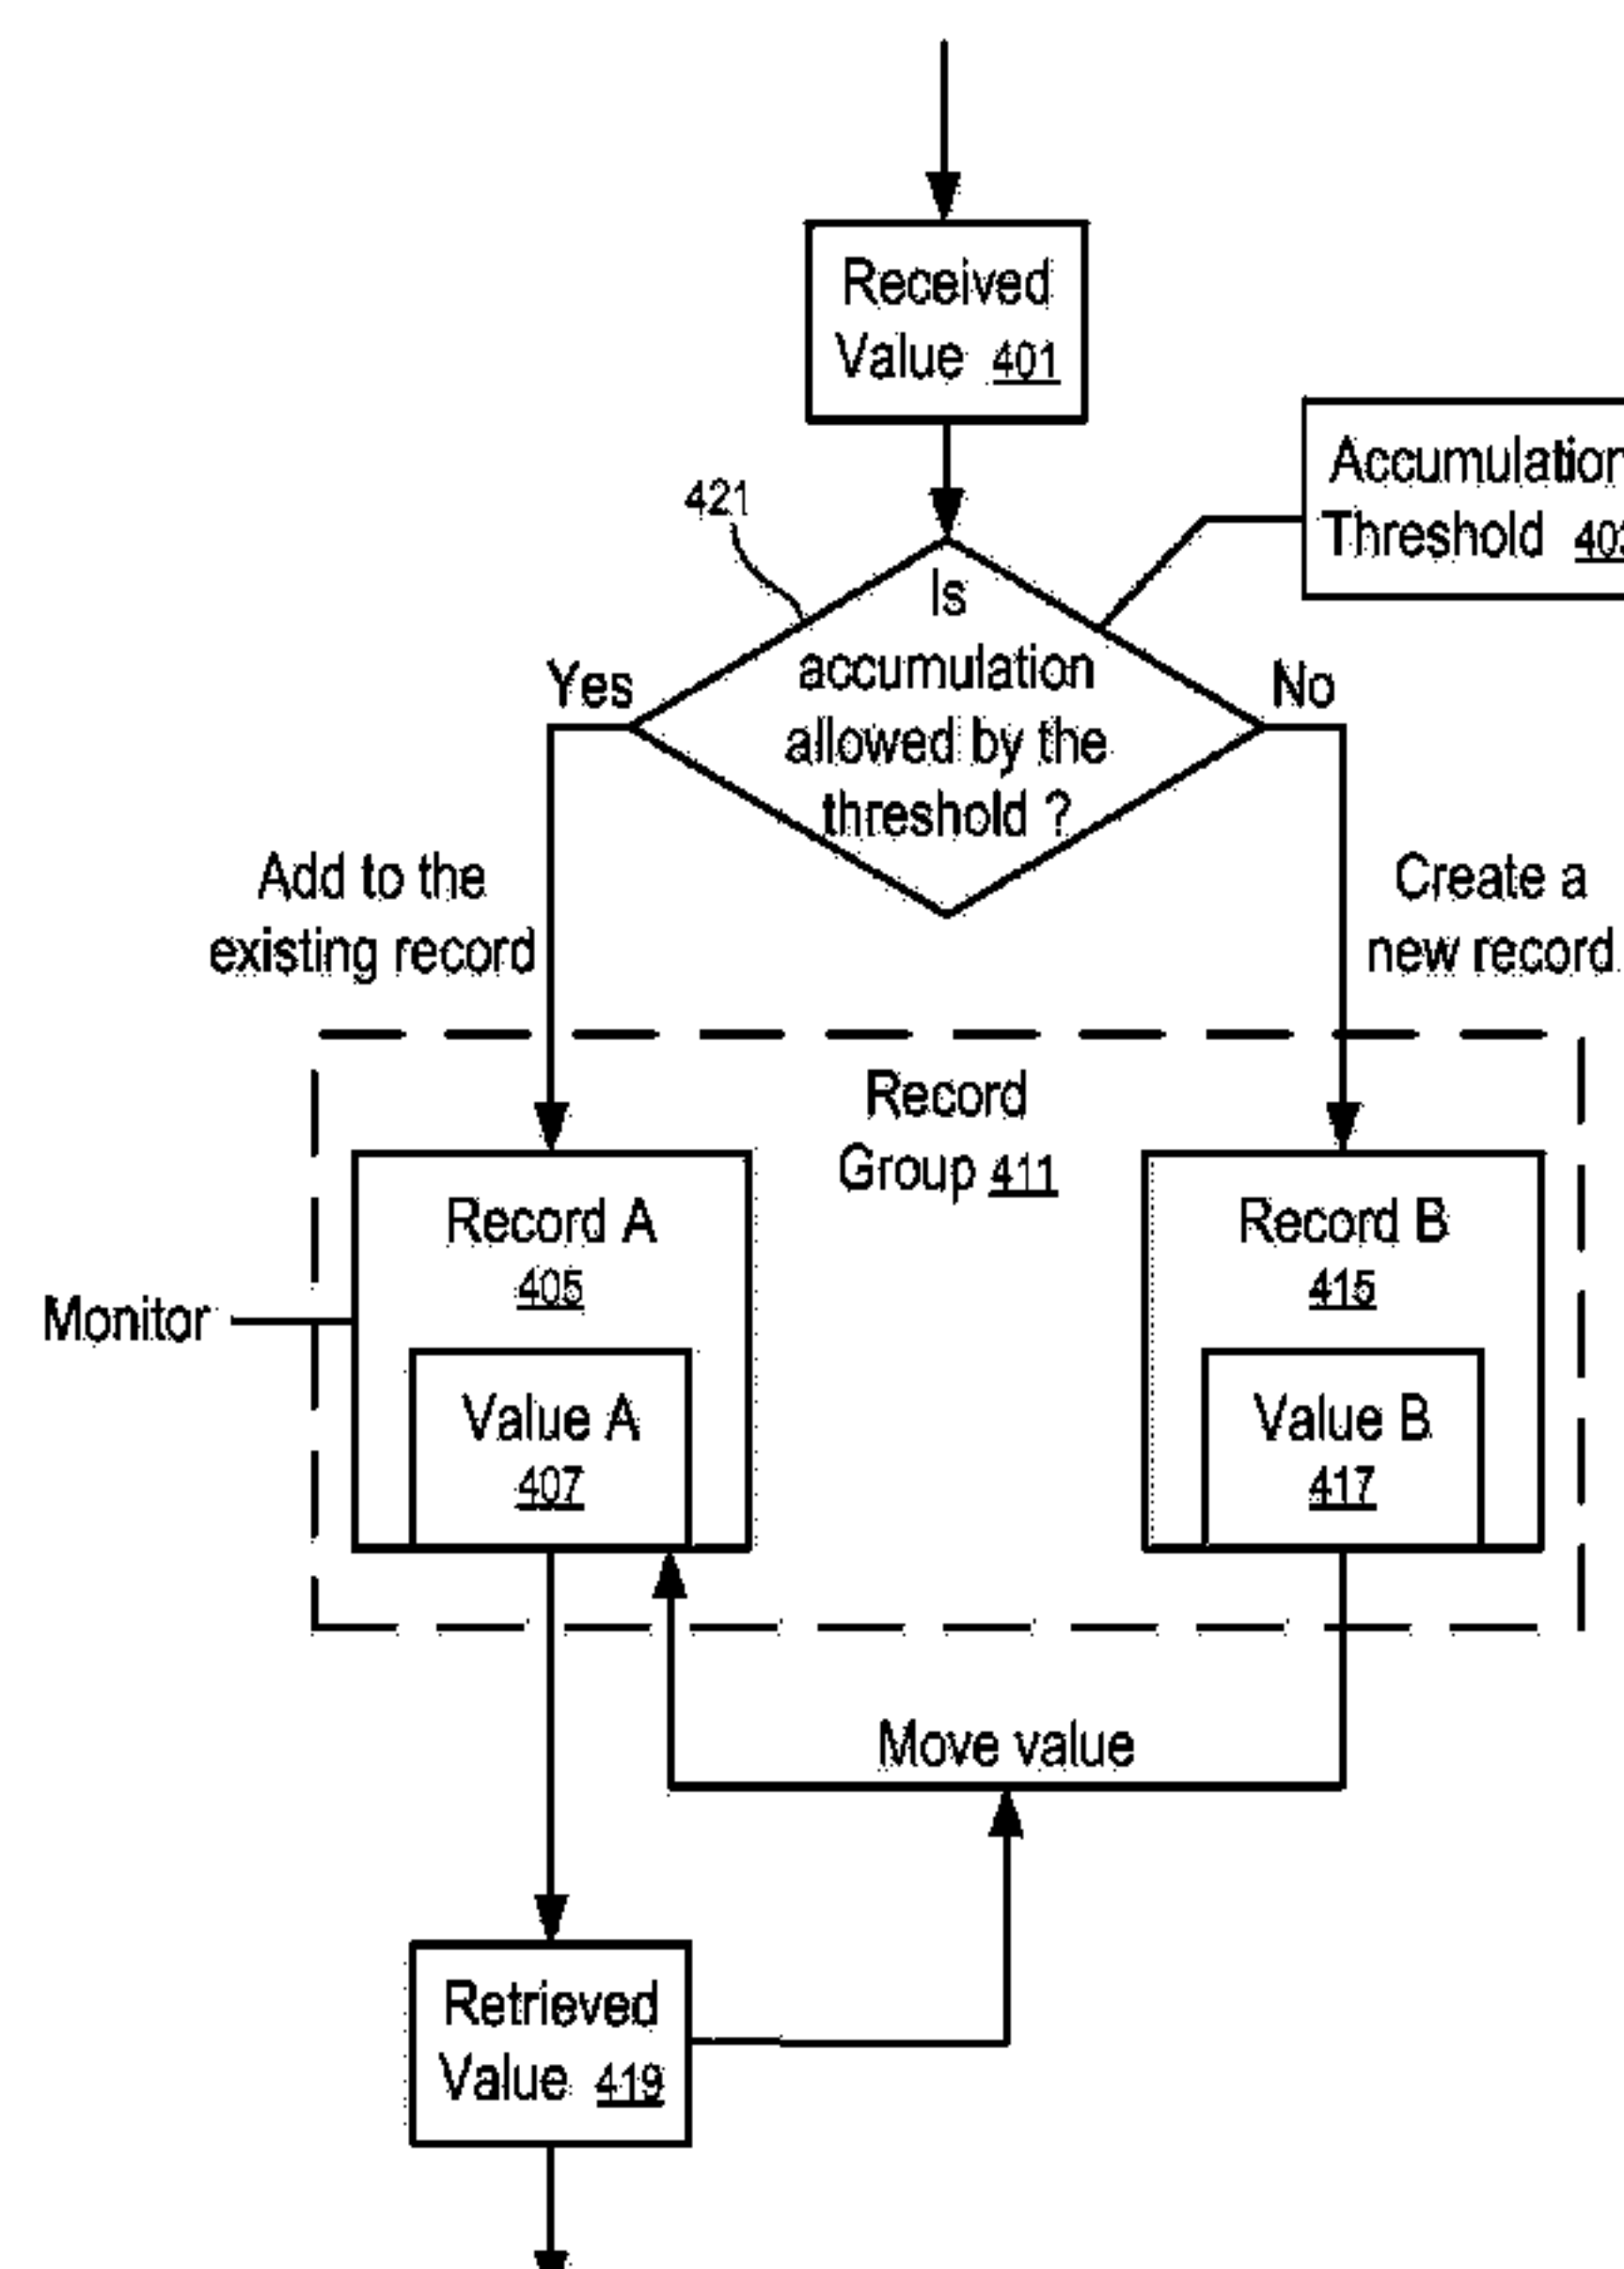 Received
Value 401
Accumulation
Threshold
421
Is
accumulation
allowed by the
threshold ?
Yes
No
Add to the
existing record
Create a
new record
Record
Group 411
Record A
405
Value A
407
Record B
415
Value B
417
Monitor
Move value
Retrieved
Value 419